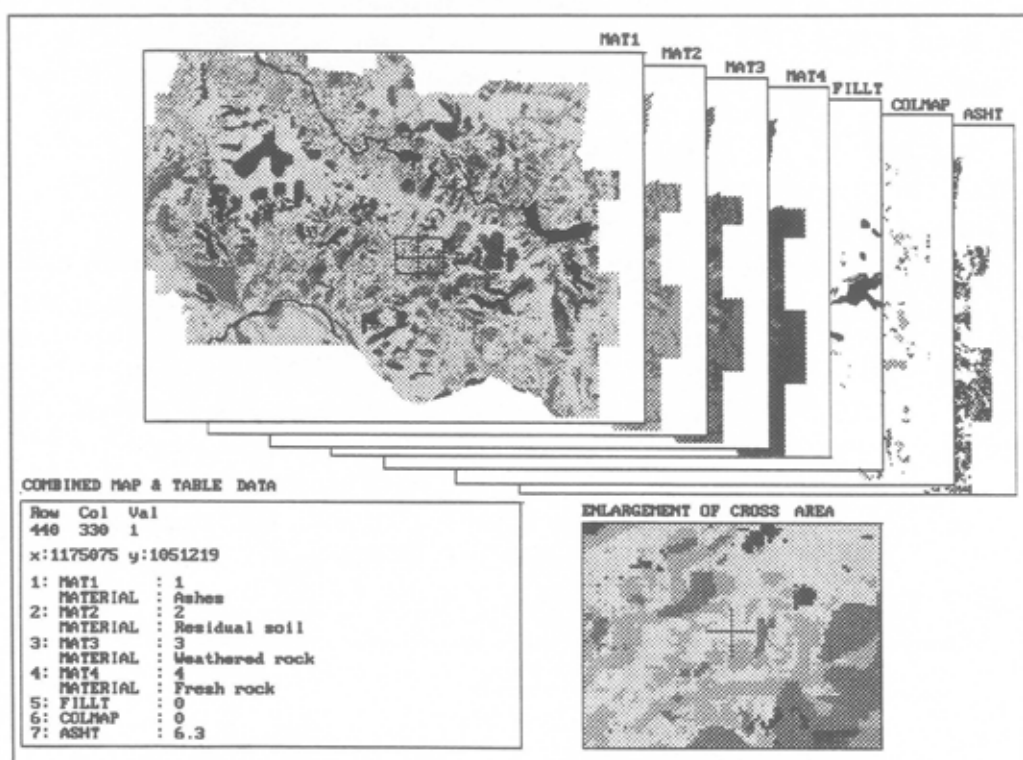 MAT1
MAT2
MAT3
MAT4
FILLT
COLMAP
ASHT
COMBINED MAP & TABLE DATA
Row Col Val
440 330 1
x:1175075 y:1051219
1: MAT1 : 1
MATERIAL : Ashes
2: MAT2 : 2
MATERIAL : Residual soil
3: MAT3 : 3
MATERIAL : Weathered rock
4: MAT4 : 4
MATERIAL : Fresh rock
5: FILLT : 0
6: COLMAP : 0
7: ASHT : 6.3
ENLARGEMENT OF CROSS AREA